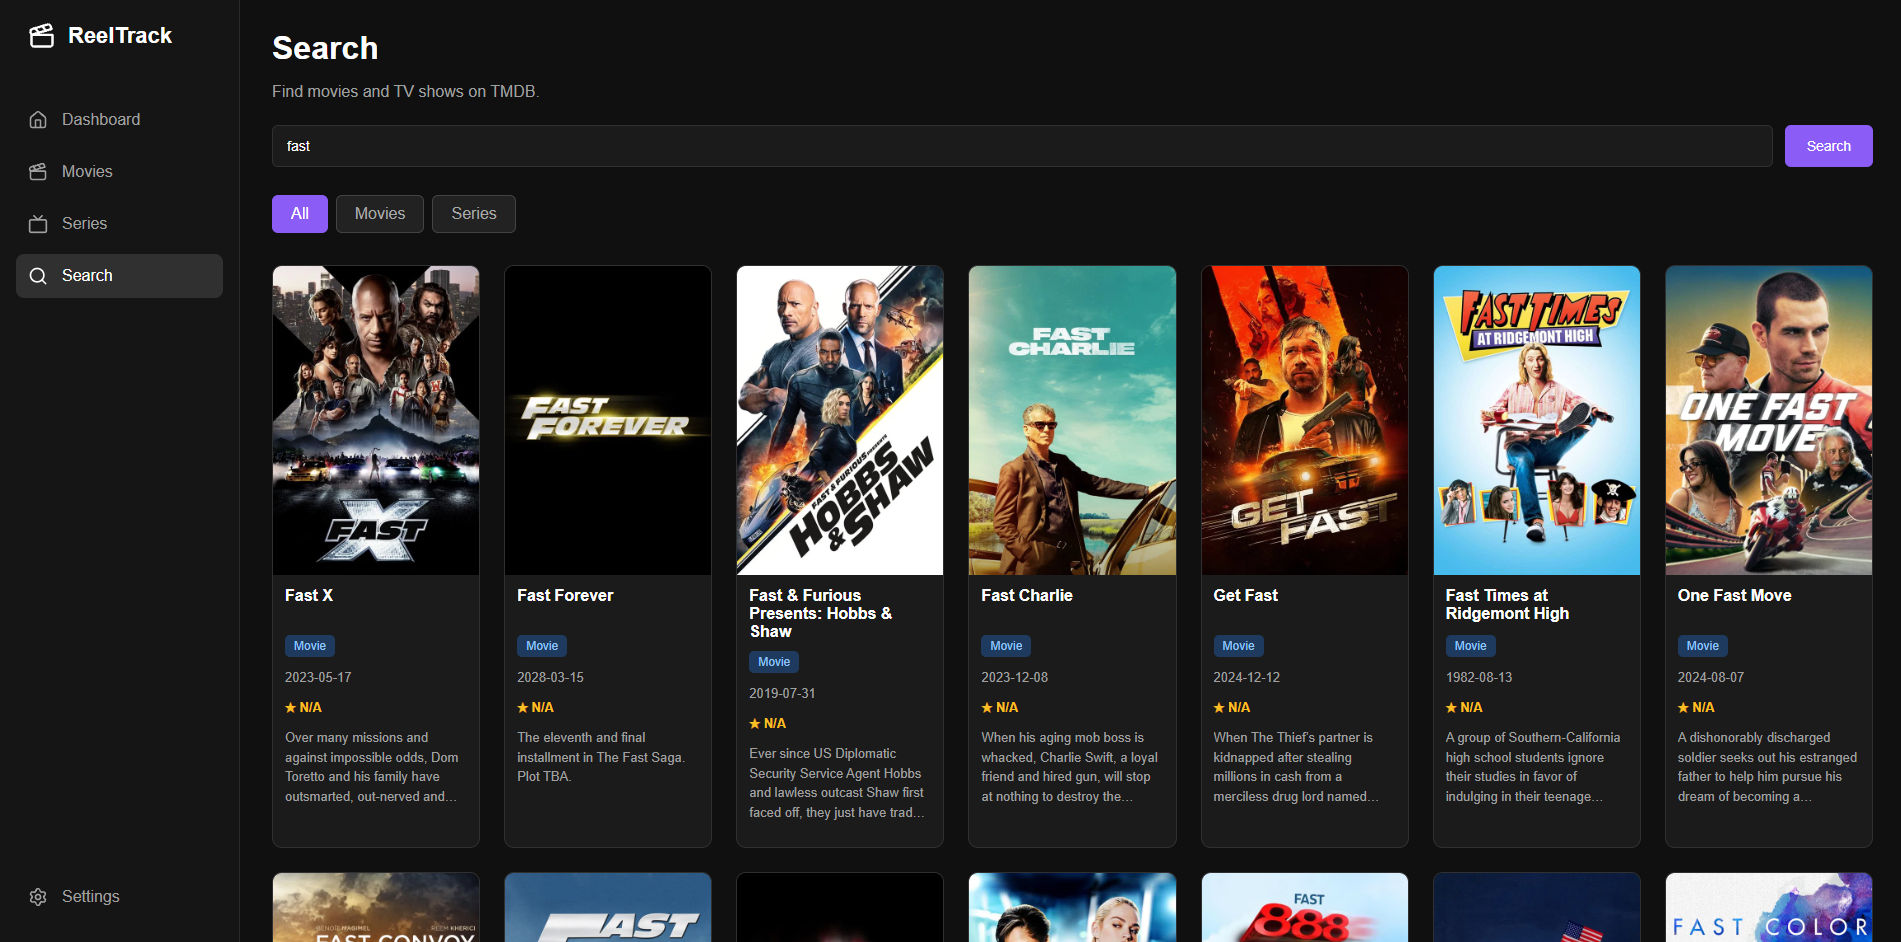 ReelTrack
Dashboard
Movies
Series
Search
Settings
Search
Find movies and TV shows on TMDB.
fast
Search
All
Movies
Series
FAST
X
Fast X
Movie
2023-05-17
★ N/A
Over many missions and
against impossible odds, Dom
Toretto and his family have
outsmarted, out-nerved and…
FAST
FOREVER
Fast Forever
Movie
2028-03-15
★ N/A
The eleventh and final
installment in The Fast Saga.
Plot TBA.
FAST & FURIOUS PRESENTS
HOBBS
& SHAW
Fast & Furious
Presents: Hobbs &
Shaw
Movie
2019-07-31
★ N/A
Ever since US Diplomatic
Security Service Agent Hobbs
and lawless outcast Shaw first
faced off, they just have trad…
FAST
CHARLIE
Fast Charlie
Movie
2023-12-08
★ N/A
When his aging mob boss is
whacked, Charlie Swift, a loyal
friend and hired gun, will stop
at nothing to destroy the…
GET
FAST
Get Fast
Movie
2024-12-12
★ N/A
When The Thief's partner is
kidnapped after stealing
millions in cash from a
merciless drug lord named…
FAST TIMES
AT RIDGEMONT HIGH
Fast Times at
Ridgemont High
Movie
1982-08-13
★ N/A
A group of Southern-California
high school students ignore
their studies in favor of
indulging in their teenage…
ONE FAST
MOVE
One Fast Move
Movie
2024-08-07
★ N/A
A dishonorably discharged
soldier seeks out his estranged
father to help him pursue his
dream of becoming a…
BENOIT MAGIMEL REEM KHERICI
FAST CONVOY
FAST
FAST
888
FAST COLOR